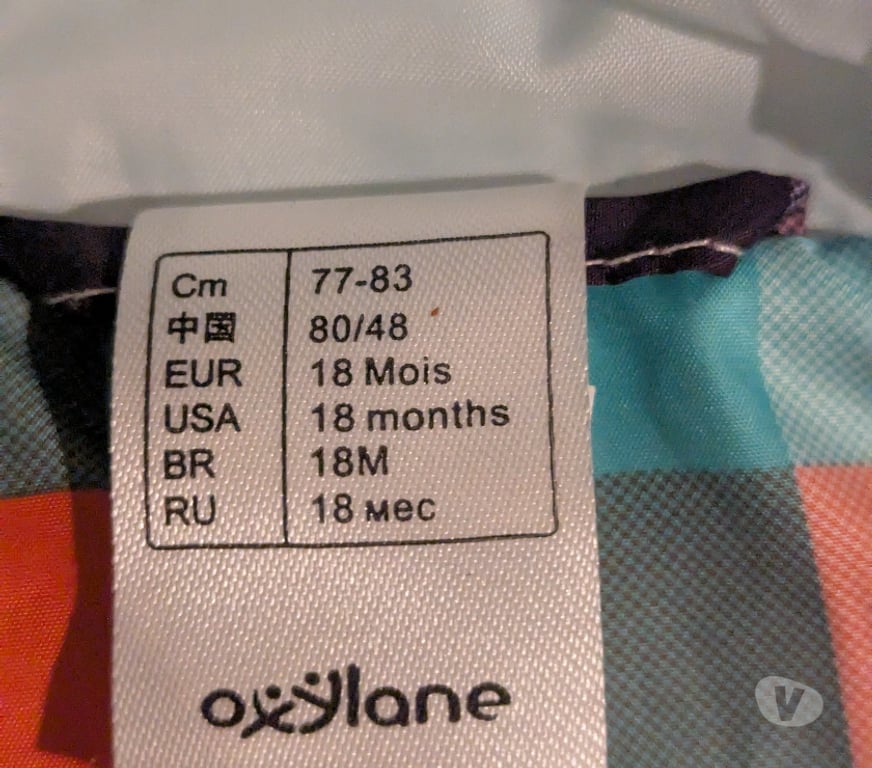 Cm 77-83
中国 80/48
EUR 18 Mois
USA 18 months
BR 18M
RU 18 мес
oxylane
V